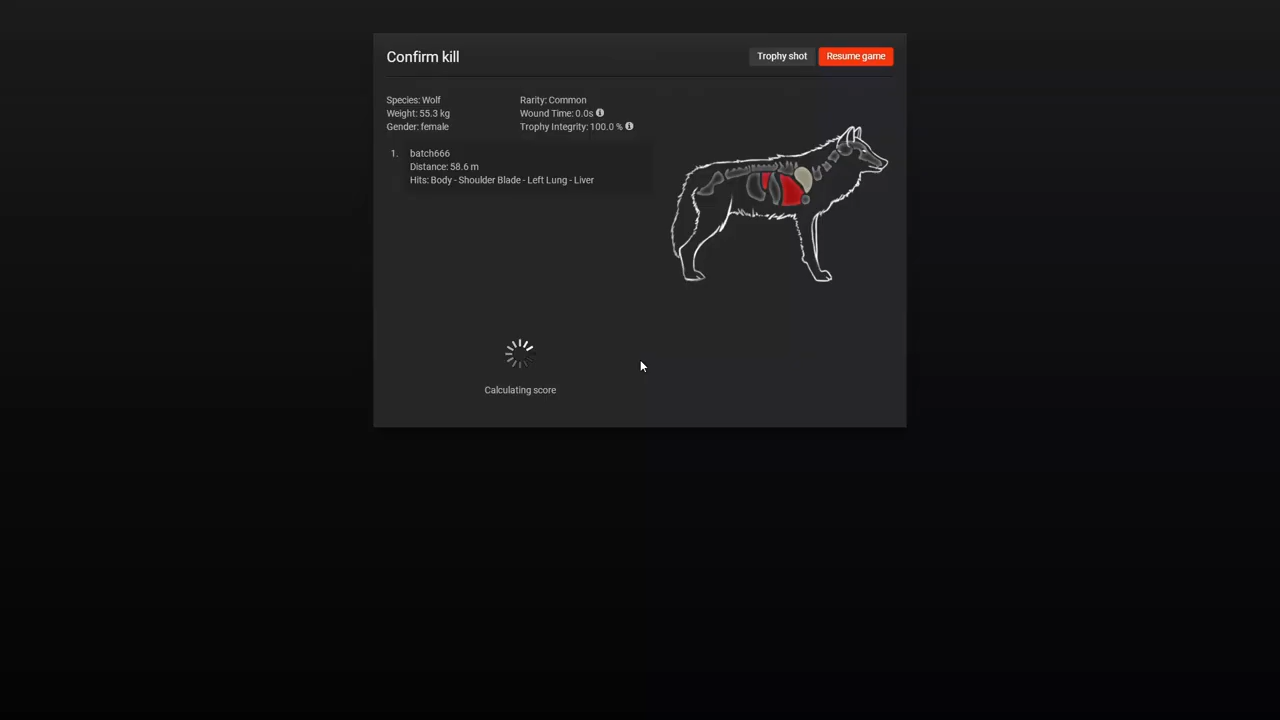 Confirm kill
Trophy shot
Resume game
Species: Wolf
Rarity: Common
Weight: 55.3 kg
Wound Time: 0.0s
Gender: female
Trophy Integrity: 100.0 %
1. batch666
Distance: 58.6 m
Hits: Body - Shoulder Blade - Left Lung - Liver
Calculating score